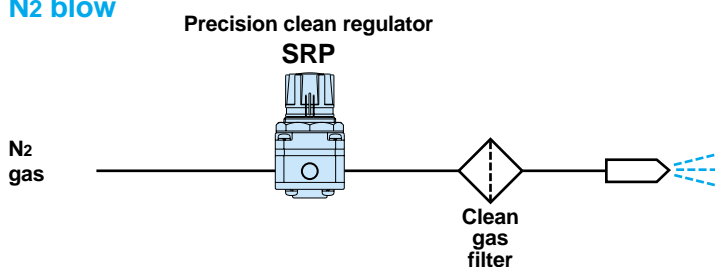 N2 blow
Precision clean regulator
SRP
N2
gas
Clean
gas
filter